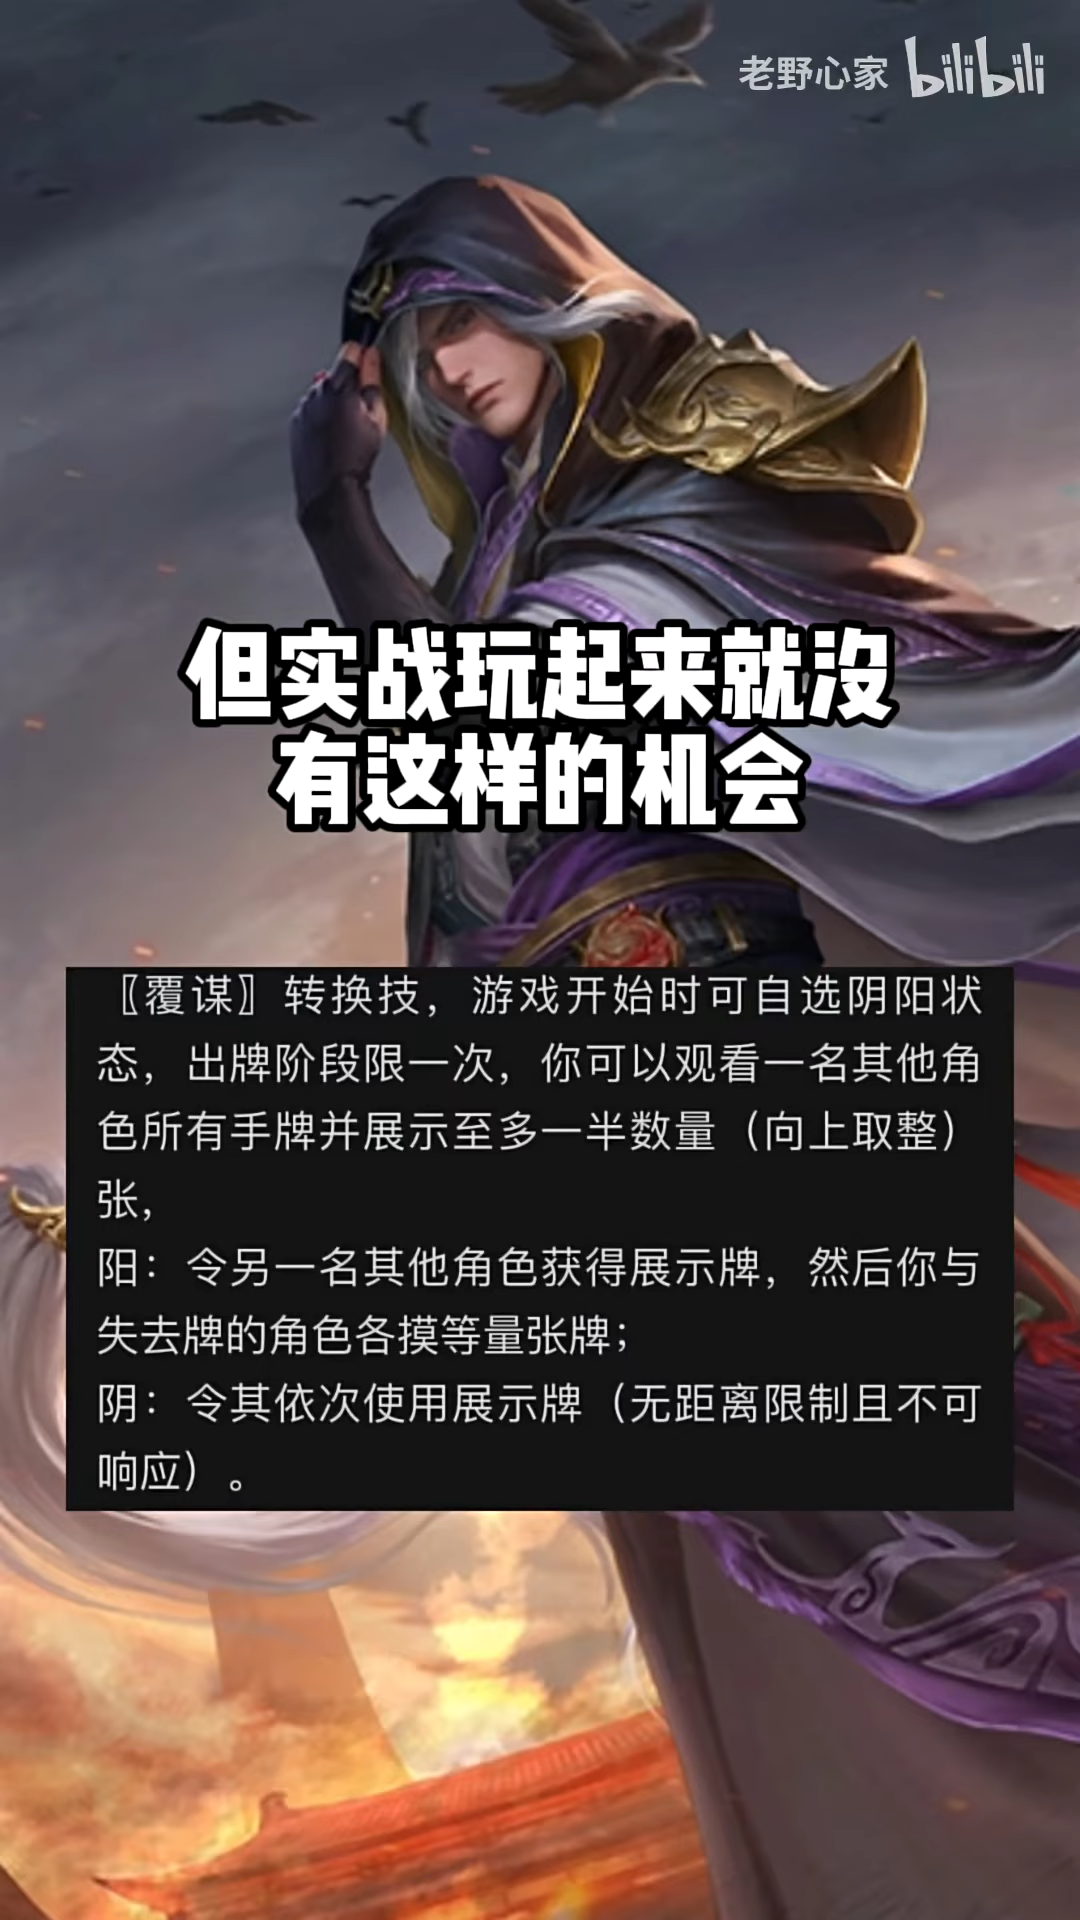 老野心家 bilibili
但实战玩起来就没
有这样的机会
〖覆谋〗转换技，游戏开始时可自选阴阳状
态，出牌阶段限一次，你可以观看一名其他角
色所有手牌并展示至多一半数量（向上取整）
张，
阳：令另一名其他角色获得展示牌，然后你与
失去牌的角色各摸等量张牌；
阴：令其依次使用展示牌（无距离限制且不可
响应）。